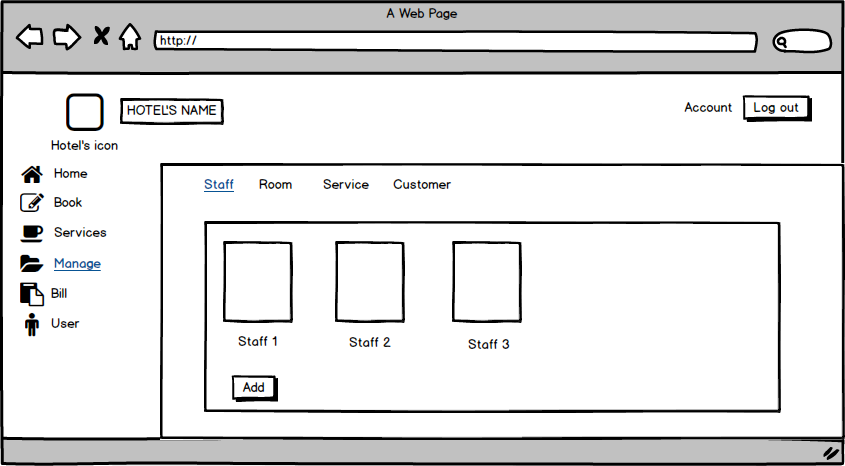 A Web Page
http://
HOTEL'S NAME
Account
Log out
Hotel's icon
Home
Book
Services
Manage
Bill
User
Staff Room Service Customer
Staff 1
Staff 2
Staff 3
Add